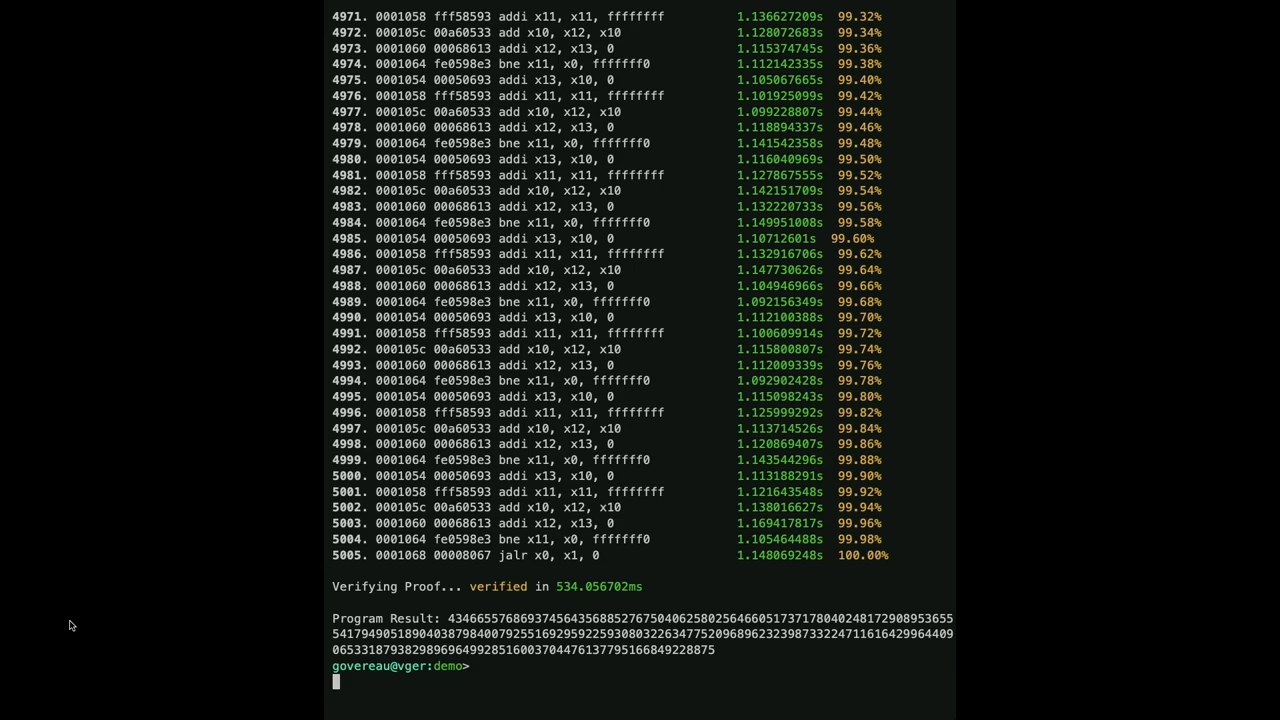 4971. 0001058 fff58593 addi x11, x11, ffffffff 1.136627209s 99.32%
4972. 000105c 00a60533 add x10, x12, x10 1.128072683s 99.34%
4973. 0001060 00068613 addi x12, x13, 0 1.115374745s 99.36%
4974. 0001064 fe0598e3 bne x11, x0, fffffff0 1.112142335s 99.38%
4975. 0001054 00050693 addi x13, x10, 0 1.105067665s 99.40%
4976. 0001058 fff58593 addi x11, x11, ffffffff 1.101925099s 99.42%
4977. 000105c 00a60533 add x10, x12, x10 1.099228807s 99.44%
4978. 0001060 00068613 addi x12, x13, 0 1.118894337s 99.46%
4979. 0001064 fe0598e3 bne x11, x0, fffffff0 1.141542358s 99.48%
4980. 0001054 00050693 addi x13, x10, 0 1.116040969s 99.50%
4981. 0001058 fff58593 addi x11, x11, ffffffff 1.127867555s 99.52%
4982. 000105c 00a60533 add x10, x12, x10 1.142151709s 99.54%
4983. 0001060 00068613 addi x12, x13, 0 1.132220733s 99.56%
4984. 0001064 fe0598e3 bne x11, x0, fffffff0 1.149951008s 99.58%
4985. 0001054 00050693 addi x13, x10, 0 1.10712601s 99.60%
4986. 0001058 fff58593 addi x11, x11, ffffffff 1.132916706s 99.62%
4987. 000105c 00a60533 add x10, x12, x10 1.147730626s 99.64%
4988. 0001060 00068613 addi x12, x13, 0 1.104946966s 99.66%
4989. 0001064 fe0598e3 bne x11, x0, fffffff0 1.092156349s 99.68%
4990. 0001054 00050693 addi x13, x10, 0 1.112100388s 99.70%
4991. 0001058 fff58593 addi x11, x11, ffffffff 1.100609914s 99.72%
4992. 000105c 00a60533 add x10, x12, x10 1.115800807s 99.74%
4993. 0001060 00068613 addi x12, x13, 0 1.112009339s 99.76%
4994. 0001064 fe0598e3 bne x11, x0, fffffff0 1.092902428s 99.78%
4995. 0001054 00050693 addi x13, x10, 0 1.115098243s 99.80%
4996. 0001058 fff58593 addi x11, x11, ffffffff 1.125999292s 99.82%
4997. 000105c 00a60533 add x10, x12, x10 1.113714526s 99.84%
4998. 0001060 00068613 addi x12, x13, 0 1.120869407s 99.86%
4999. 0001064 fe0598e3 bne x11, x0, fffffff0 1.143544296s 99.88%
5000. 0001054 00050693 addi x13, x10, 0 1.113188291s 99.90%
5001. 0001058 fff58593 addi x11, x11, ffffffff 1.121643548s 99.92%
5002. 000105c 00a60533 add x10, x12, x10 1.138016627s 99.94%
5003. 0001060 00068613 addi x12, x13, 0 1.169417817s 99.96%
5004. 0001064 fe0598e3 bne x11, x0, fffffff0 1.105464488s 99.98%
5005. 0001068 00008067 jalr x0, x1, 0 1.148069248s 100.00%
Verifying Proof... verified in 534.056702ms
Program Result: 4346655768693745643568852767504062580256466051737178040248172908953655
54179490518904038798400792551692959225930803226347752096896232398733224711616429964409
06533187938298969649928516003704476137795166849228875
govereau@vger:demo>